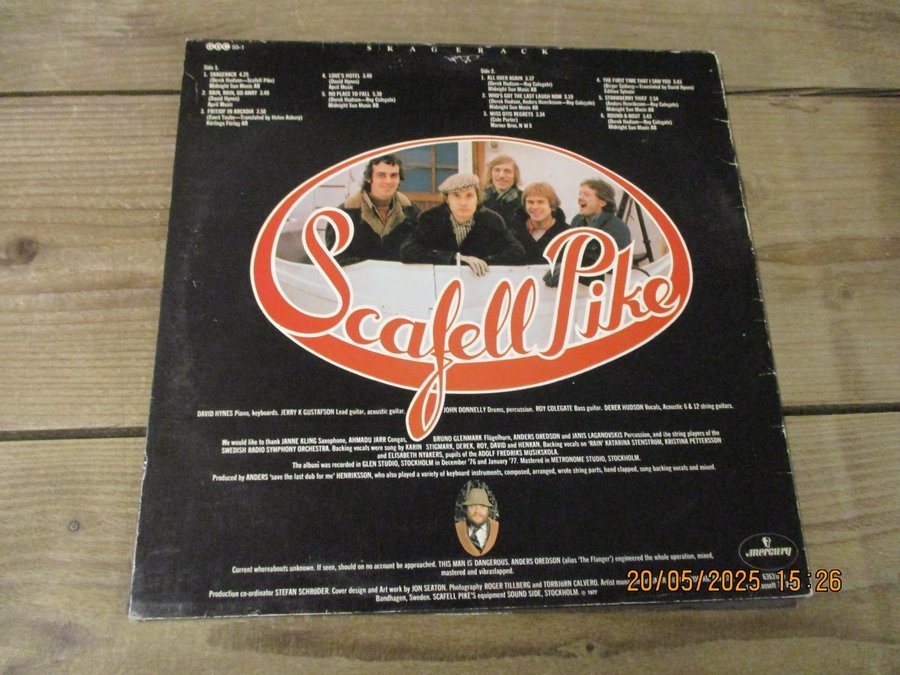 GDC 60-1
SKAGERACK
Side 1.
1. SKAGERACK 4.25
(Derek Hudson—Scafell Pike)
Midnight Sun Music AB
2. RAIN, RAIN, GO AWAY 3.40
(David Hynes)
April Music
3. FRITIOF IN ARCADIA 3.50
(Evert Taube—Translated by Helen Asbury)
Nordings Förlag AB
4. LOVE'S HOTEL 3.40
(David Hynes)
April Music
5. NO PLACE TO FALL 5.30
(Derek Hudson—Roy Colegate)
Midnight Sun Music AB
Side 2.
1. ALL OVER AGAIN 3.37
(Derek Hudson—Roy Colegate)
Midnight Sun Music AB
2. WHO'S GOT THE LAST LAUGH NOW 3.19
(Derek Hudson, Anders Henriksson—Roy Colegate)
Midnight Sun Music AB
3. MISS OTIS REGRETS 3.34
(Cole Porter)
Warner Bros. N M S
4. THE FIRST TIME THAT I SAW YOU 3.43
(Birger Sjöberg—Translated by David Hynes)
Edition Sylvain
5. STRAWBERRY THIEF 2.54
(Anders Henriksson—Roy Colegate)
Midnight Sun Music AB
6. ROUND-A-BOUT 3.43
(Derek Hudson—Roy Colegate)
Midnight Sun Music AB
Scafell Pike
DAVID HYNES Piano, keyboards. JERRY K GUSTAFSON Lead guitar, acoustic guitar. JOHN DONNELLY Drums, percussion. ROY COLEGATE Bass guitar. DEREK HUDSON Vocals, Acoustic 6 & 12 string guitars.
We would like to thank JANNE KLING Saxophone, AHMADU JARR Congas, BRUNO GLENMARK Flügelhorn, ANDERS OREDSON and JANIS LAGANOVSKIS Percussion, and the string players of the
SWEDISH RADIO SYMPHONY ORCHESTRA. Backing vocals were sung by KARIN STIGMARK, DEREK, ROY, DAVID and HENKAN. Backing vocals on 'RAIN' KATARINA STENSTRÖM, KRISTINA PETTERSSON
and ELISABETH NYÅKERS, pupils of the ADOLF FREDRIKS MUSIKSKOLA.
The album was recorded in GLEN STUDIO, STOCKHOLM in December '76 and January '77. Mastered in METRONOME STUDIO, STOCKHOLM.
Produced by ANDERS 'save the last dub for me' HENRIKSSON, who also played a variety of keyboard instruments, composed, arranged, wrote string parts, hand clapped, sung backing vocals and mixed.
Current whereabouts unknown. If seen, should on no account be approached. THIS MAN IS DANGEROUS. ANDERS OREDSON (alias 'The Flanger') engineered the whole operation, mixed,
mastered and vibraslapped.
mercury
Production co-ordinator STEFAN SCHRÖDER. Cover design and Art work by JON SEATON. Photography ROGER TILLBERG and TORBJÖRN CALVERO. Artist
Bandhagen, Sweden. SCAFELL PIKE'S equipment SOUND SIDE, STOCKHOLM. ℗ 1977
20/05/2025 15:26